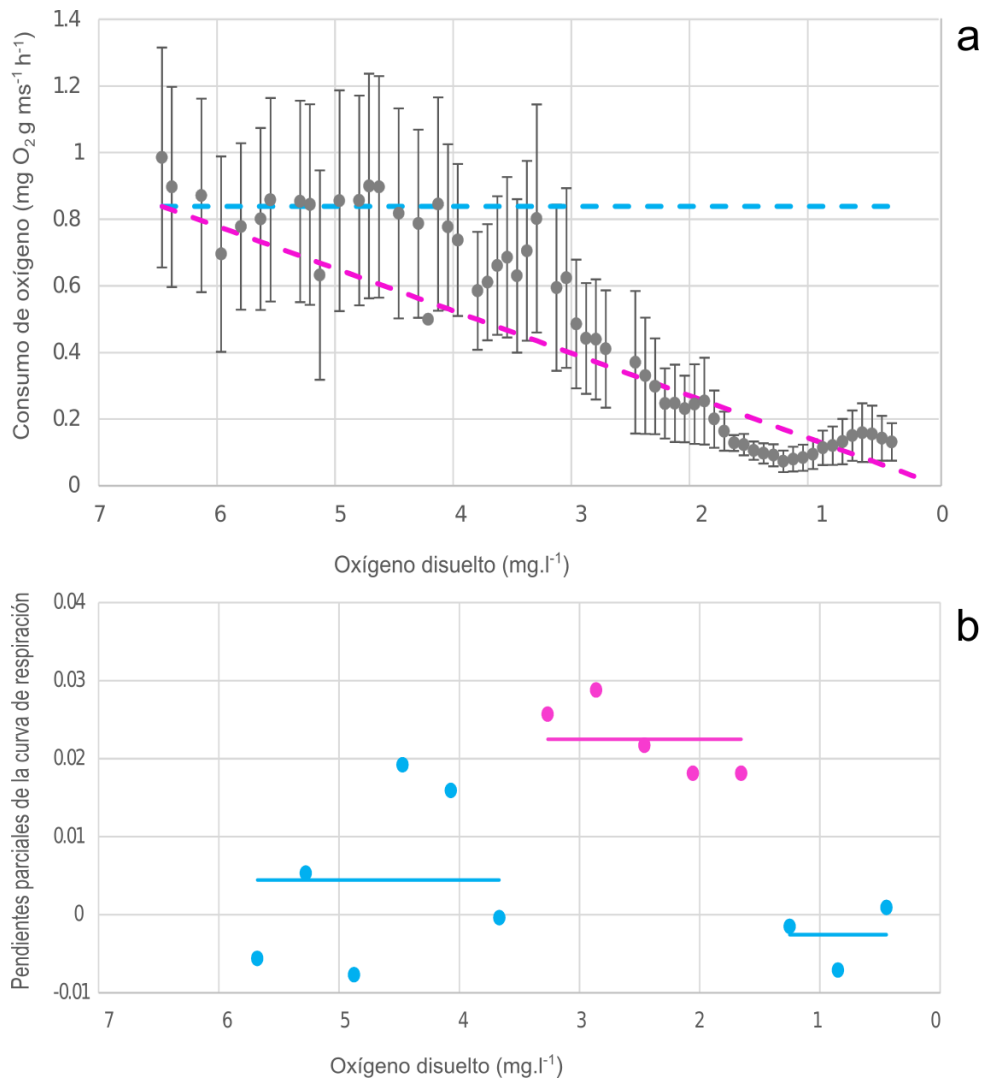 a
Consumo de oxígeno (mg O₂ g ms⁻¹ h⁻¹)
1.4
1.2
1
0.8
0.6
0.4
0.2
0
7 6 5 4 3 2 1 0
Oxígeno disuelto (mg.l⁻¹)
b
Pendientes parciales de la curva de respiración
0.04
0.03
0.02
0.01
0
-0.01
7 6 5 4 3 2 1 0
Oxígeno disuelto (mg.l⁻¹)